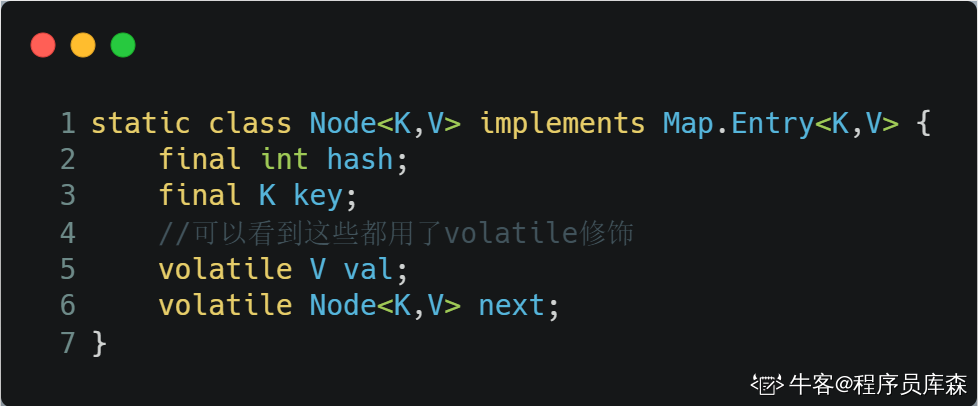 1 static class Node<K,V> implements Map.Entry<K,V> {
2     final int hash;
3     final K key;
4     //可以看到这些都用了volatile修饰
5     volatile V val;
6     volatile Node<K,V> next;
7 }
牛客@程序员库森